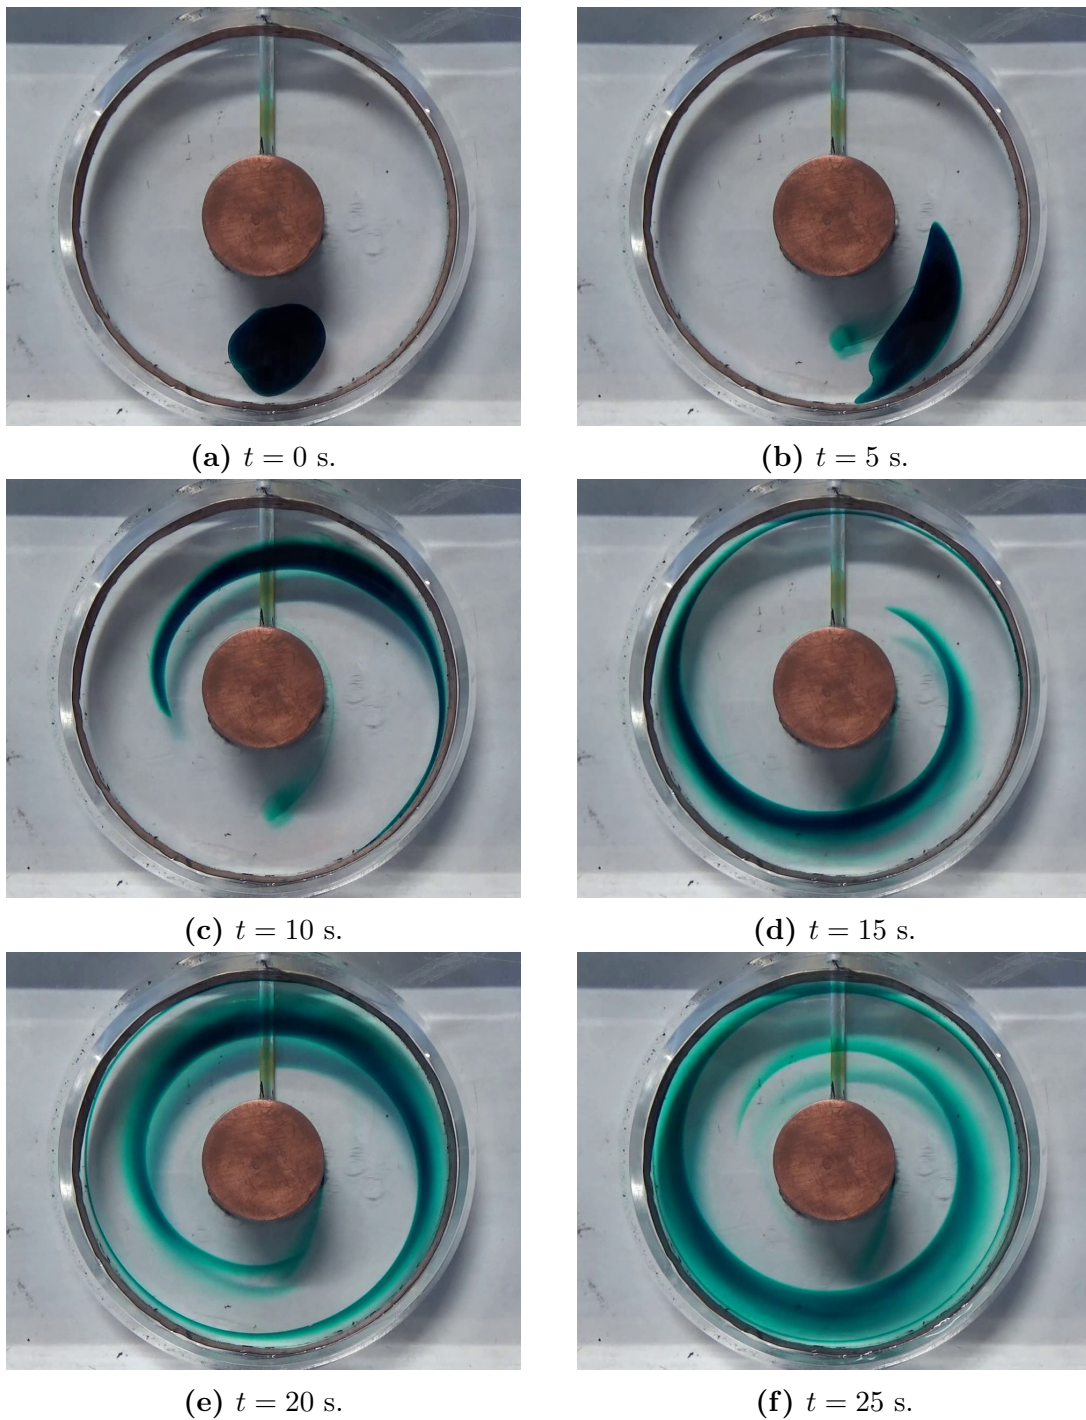 (a) t = 0 s.
(b) t = 5 s.
(c) t = 10 s.
(d) t = 15 s.
(e) t = 20 s.
(f) t = 25 s.